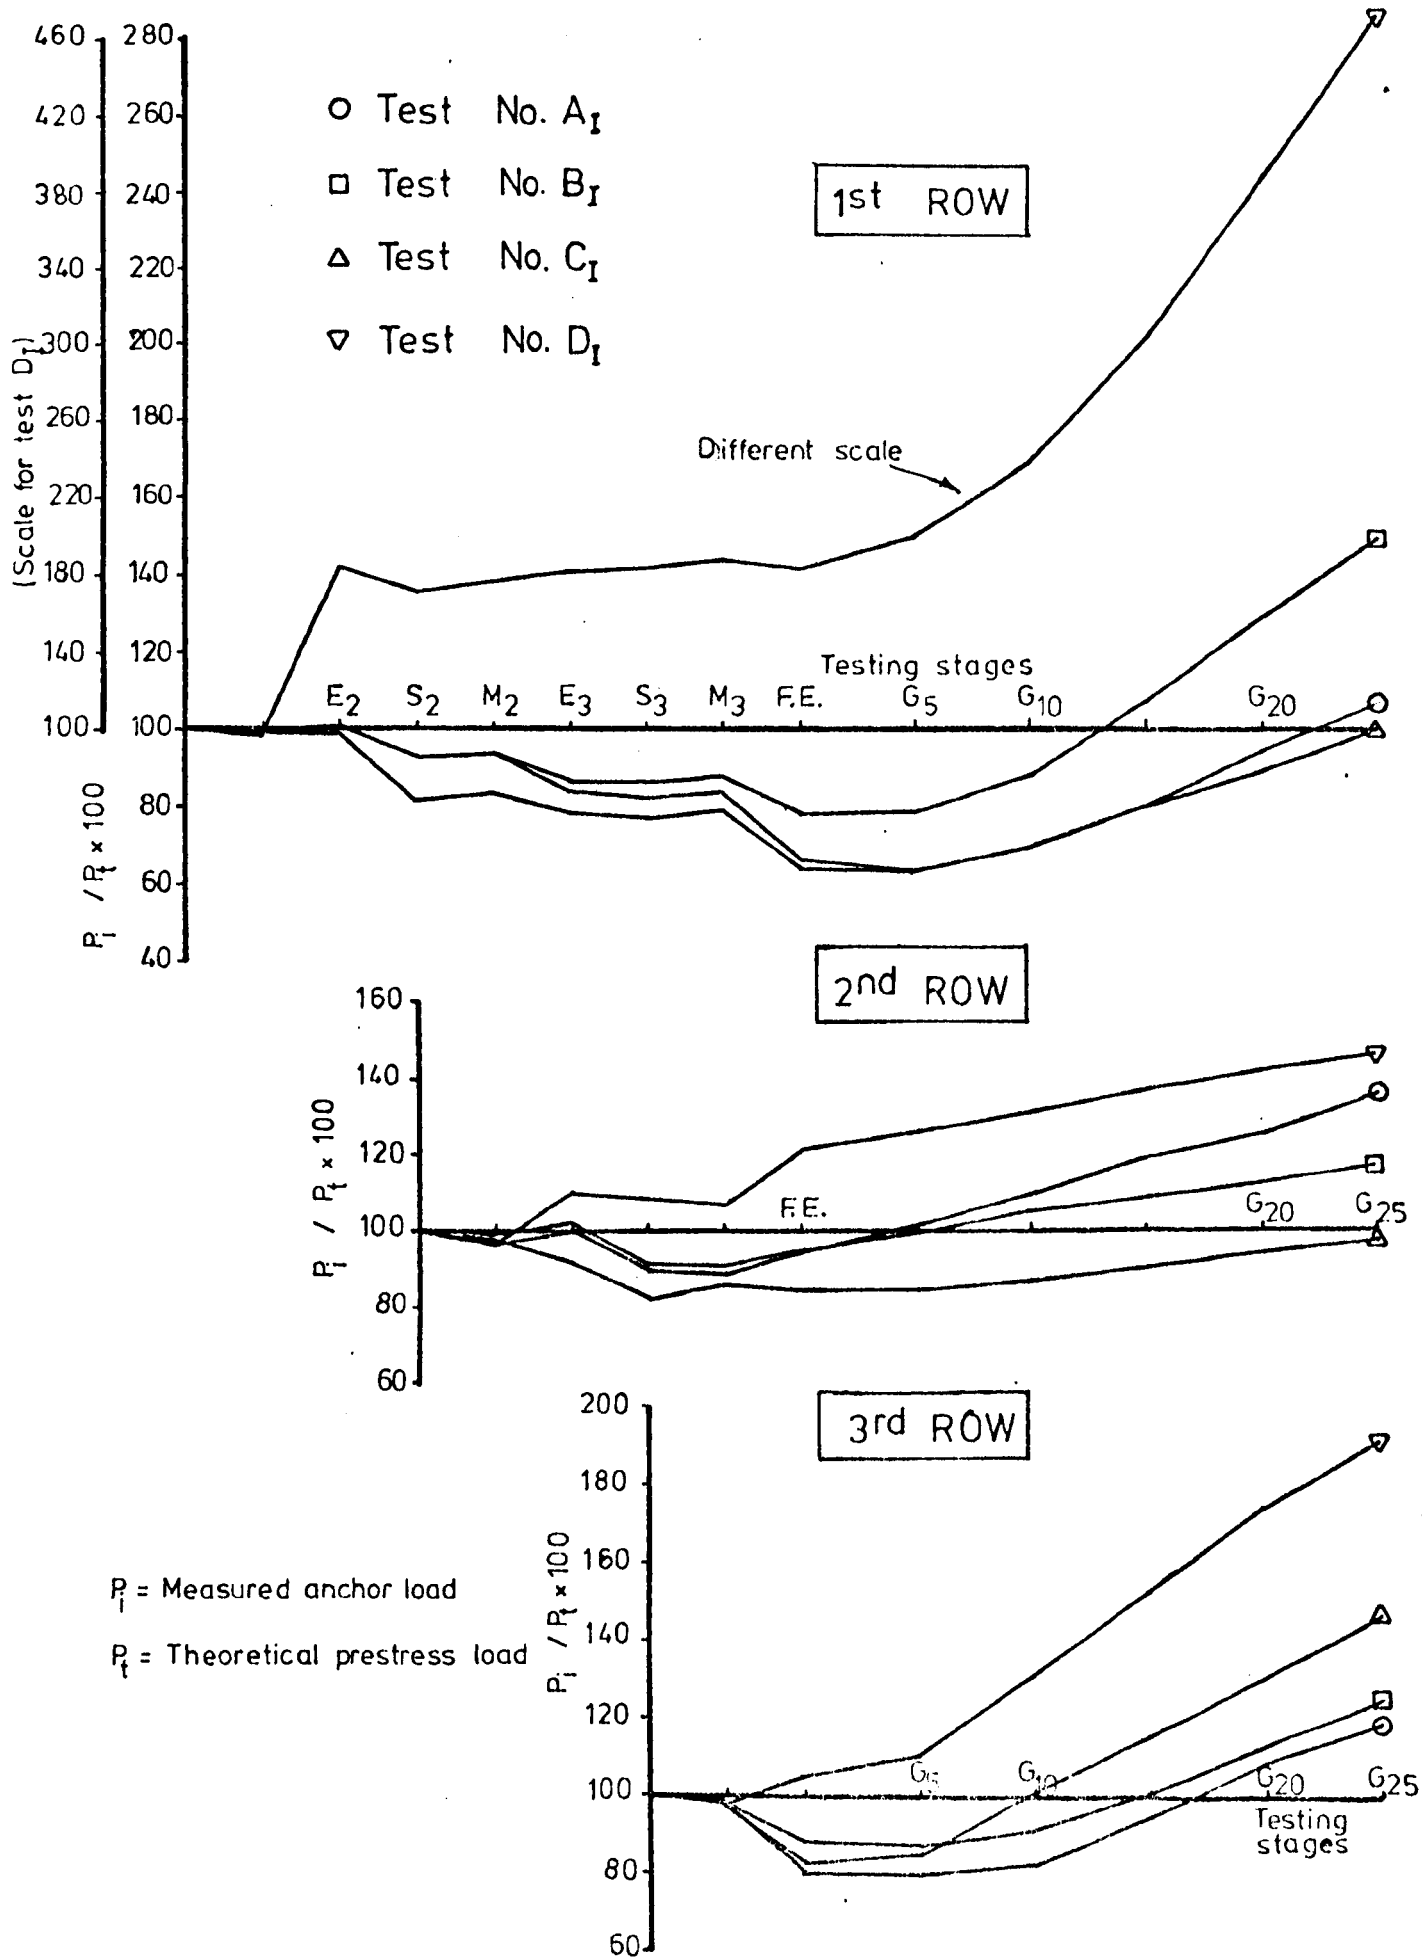 460 280
420 260
380 240
340 220
300 200
260 180
220 160
180 140
140 120
100 100
80
60
40
(Scale for test D_I)
P_i / P_t × 100
○ Test No. A_I
□ Test No. B_I
△ Test No. C_I
▽ Test No. D_I
1st ROW
Different scale
Testing stages
E2 S2 M2 E3 S3 M3 F.E. G5 G10 G20
2nd ROW
160
140
120
100
80
60
P_i / P_t × 100
F.E. G20 G25
3rd ROW
200
180
160
140
120
100
80
60
P_i / P_t × 100
G5 G10 G20 G25
Testing
stages
P_i = Measured anchor load
P_t = Theoretical prestress load